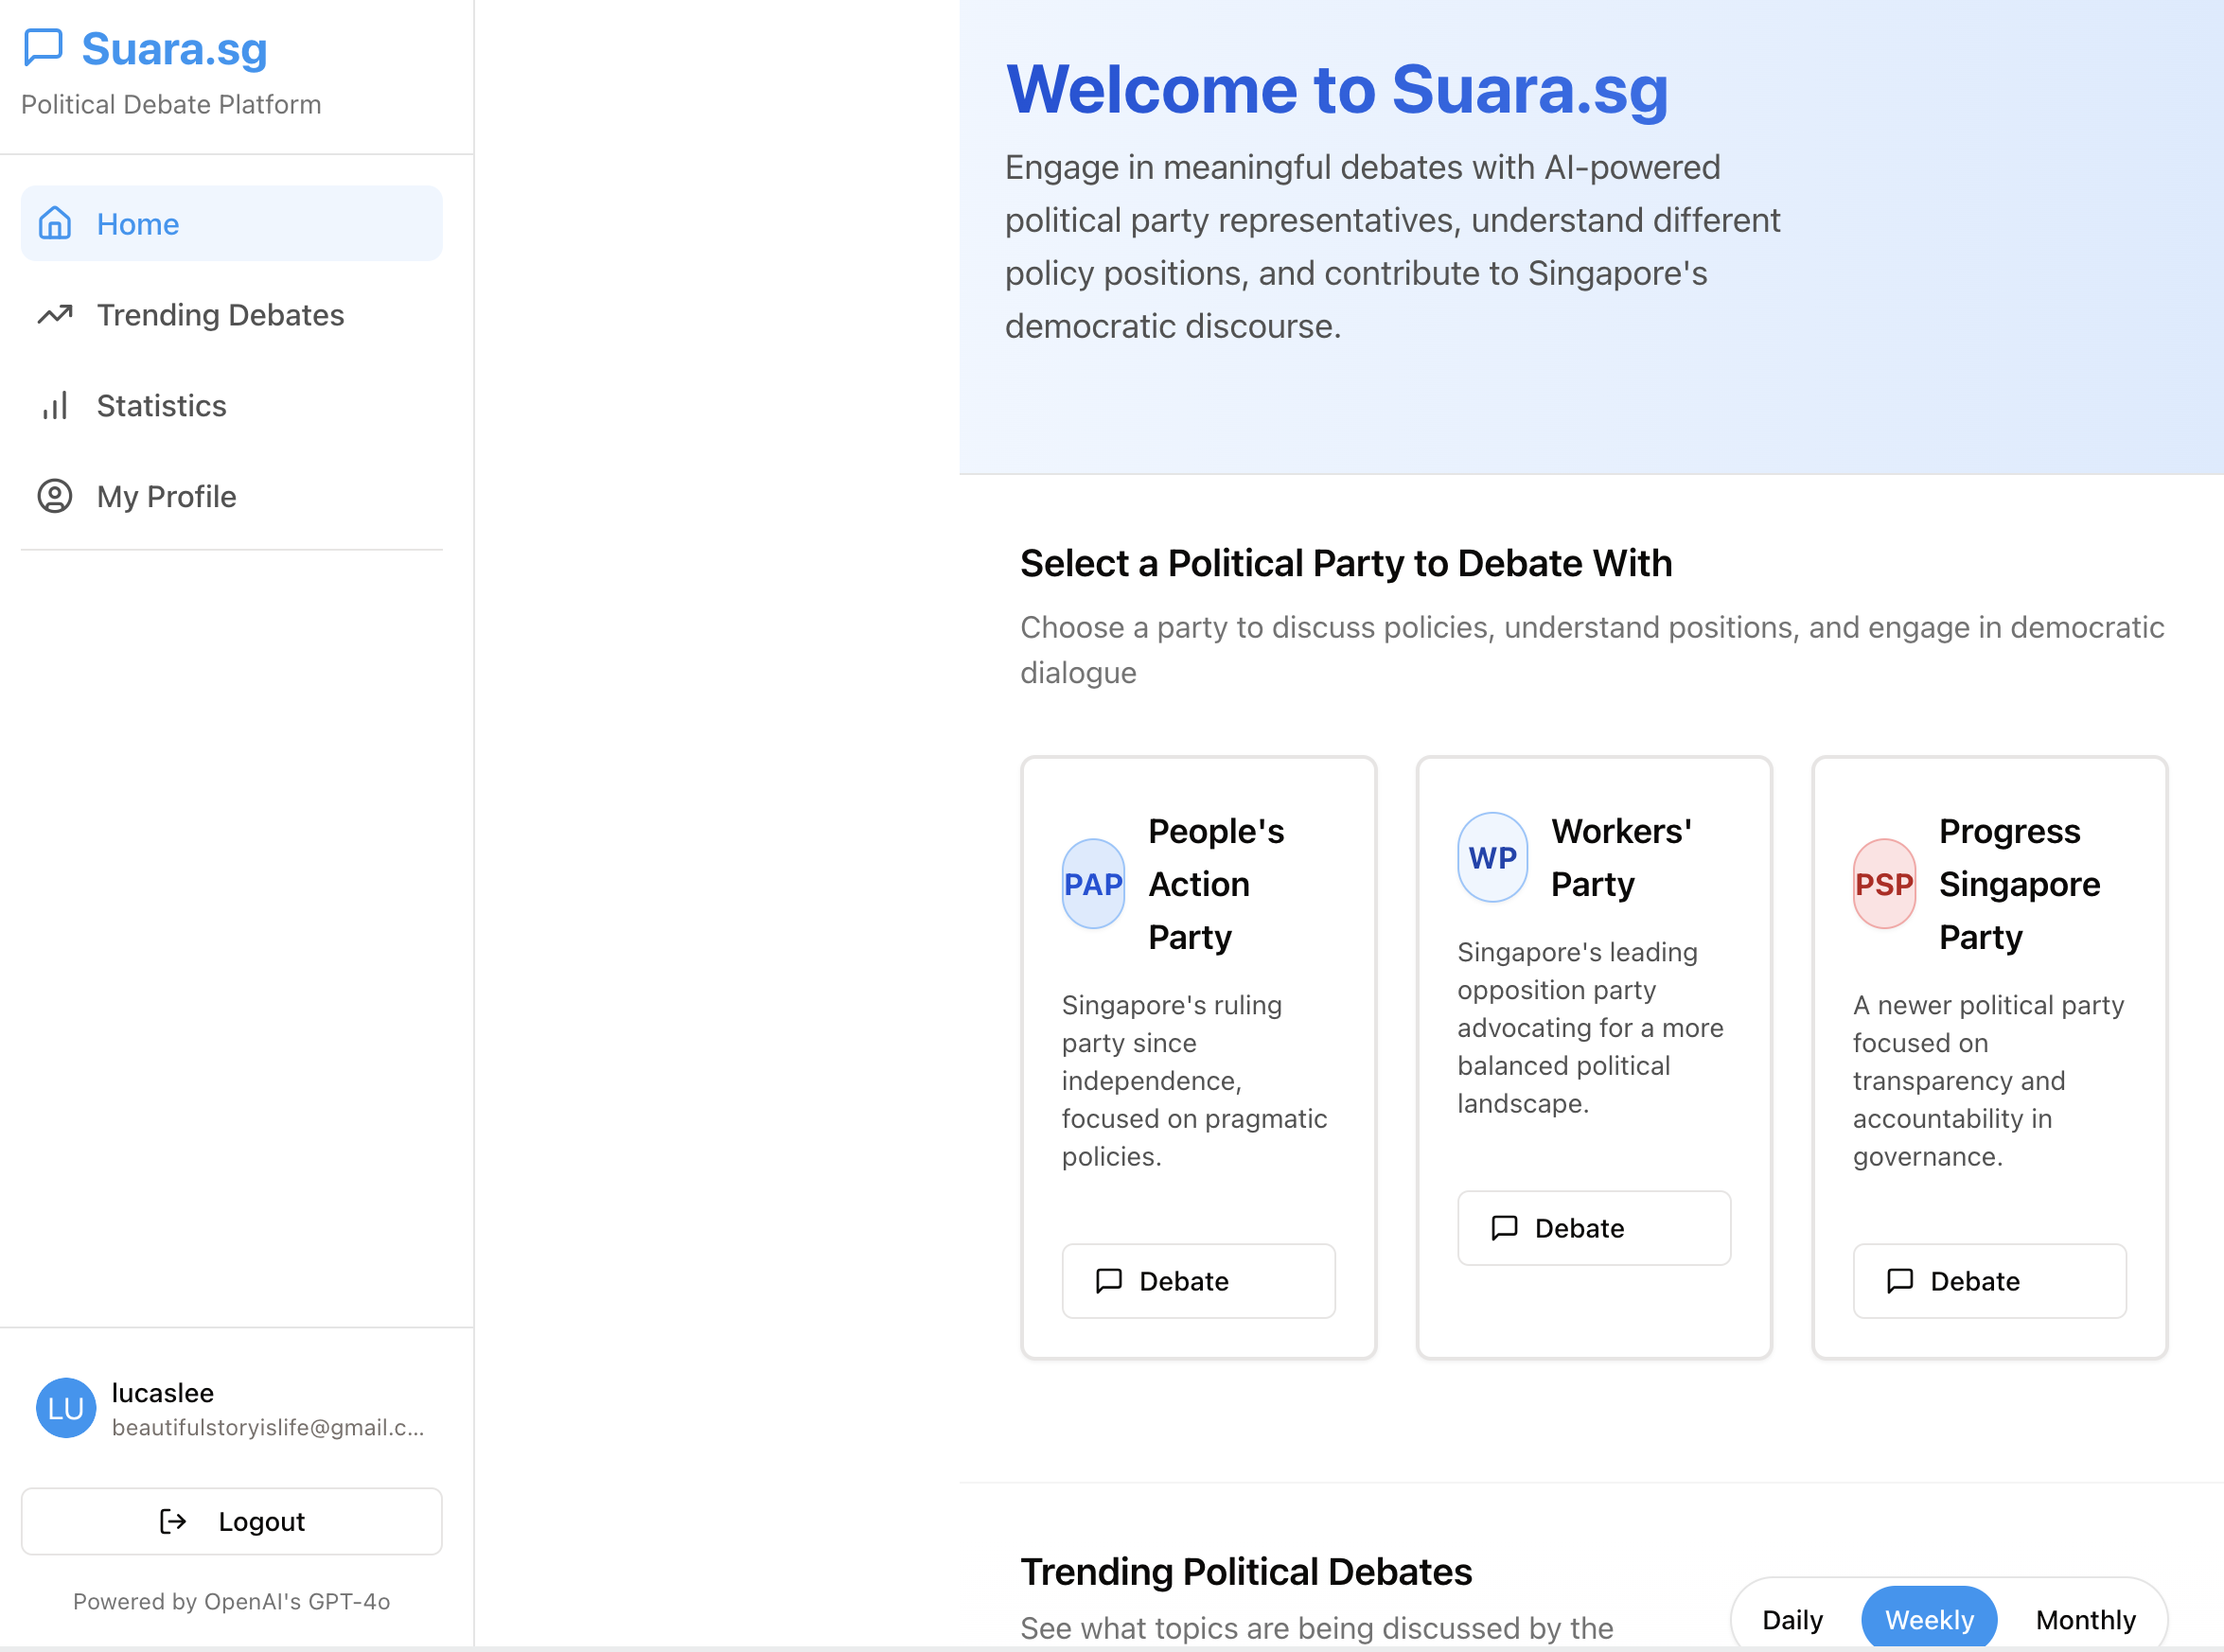 Suara.sg
Political Debate Platform
Home
Trending Debates
Statistics
My Profile
lucaslee
beautifulstoryislife@gmail.c...
Logout
Powered by OpenAI's GPT-4o
Welcome to Suara.sg
Engage in meaningful debates with AI-powered
political party representatives, understand different
policy positions, and contribute to Singapore's
democratic discourse.
Select a Political Party to Debate With
Choose a party to discuss policies, understand positions, and engage in democratic
dialogue
PAP
People's
Action
Party
Singapore's ruling
party since
independence,
focused on pragmatic
policies.
Debate
WP
Workers'
Party
Singapore's leading
opposition party
advocating for a more
balanced political
landscape.
Debate
PSP
Progress
Singapore
Party
A newer political party
focused on
transparency and
accountability in
governance.
Debate
Trending Political Debates
See what topics are being discussed by the
Daily
Weekly
Monthly
LU